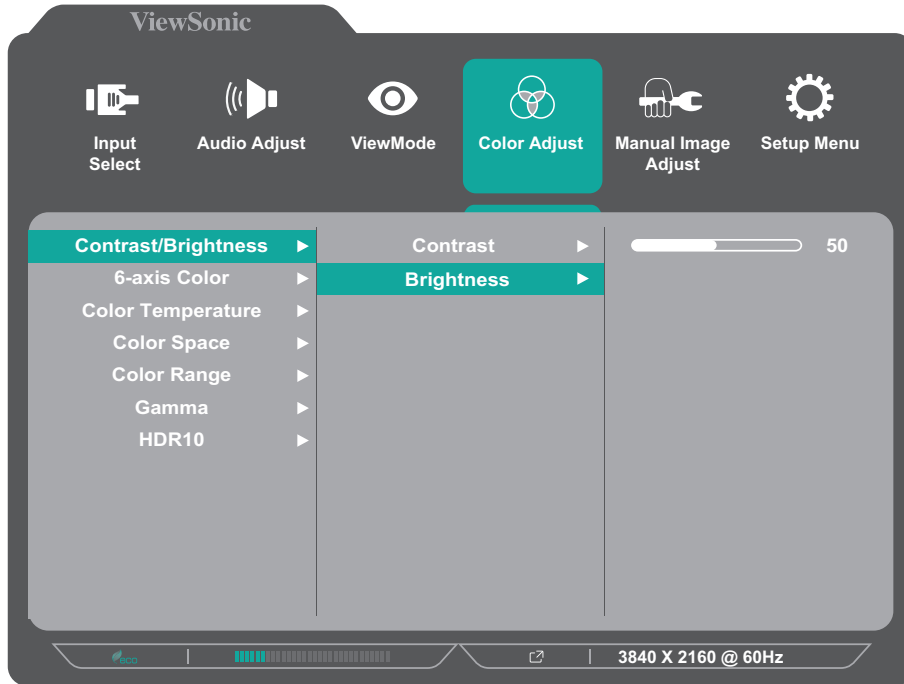 ViewSonic
Input Select
Audio Adjust
ViewMode
Color Adjust
Manual Image Adjust
Setup Menu
Contrast/Brightness
Contrast
50
6-axis Color
Brightness
Color Temperature
Color Space
Color Range
Gamma
HDR10
eco
3840 X 2160 @ 60Hz